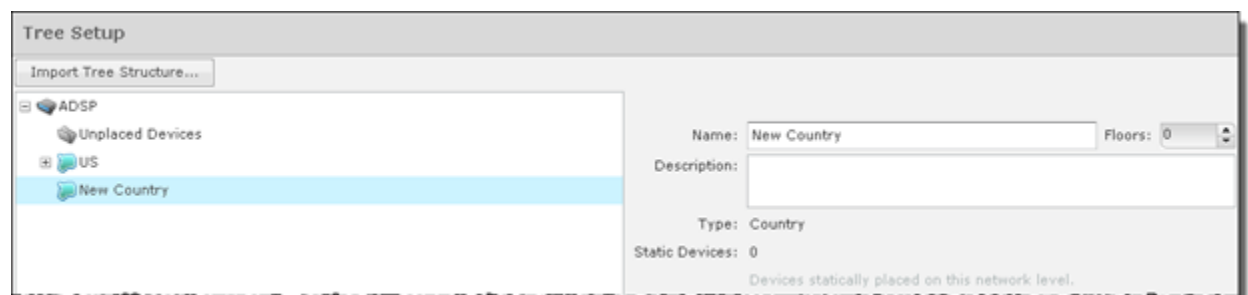 Tree Setup
Import Tree Structure...
ADSP
Unplaced Devices
US
New Country
Name: New Country Floors: 0
Description:
Type: Country
Static Devices: 0
Devices statically placed on this network level.